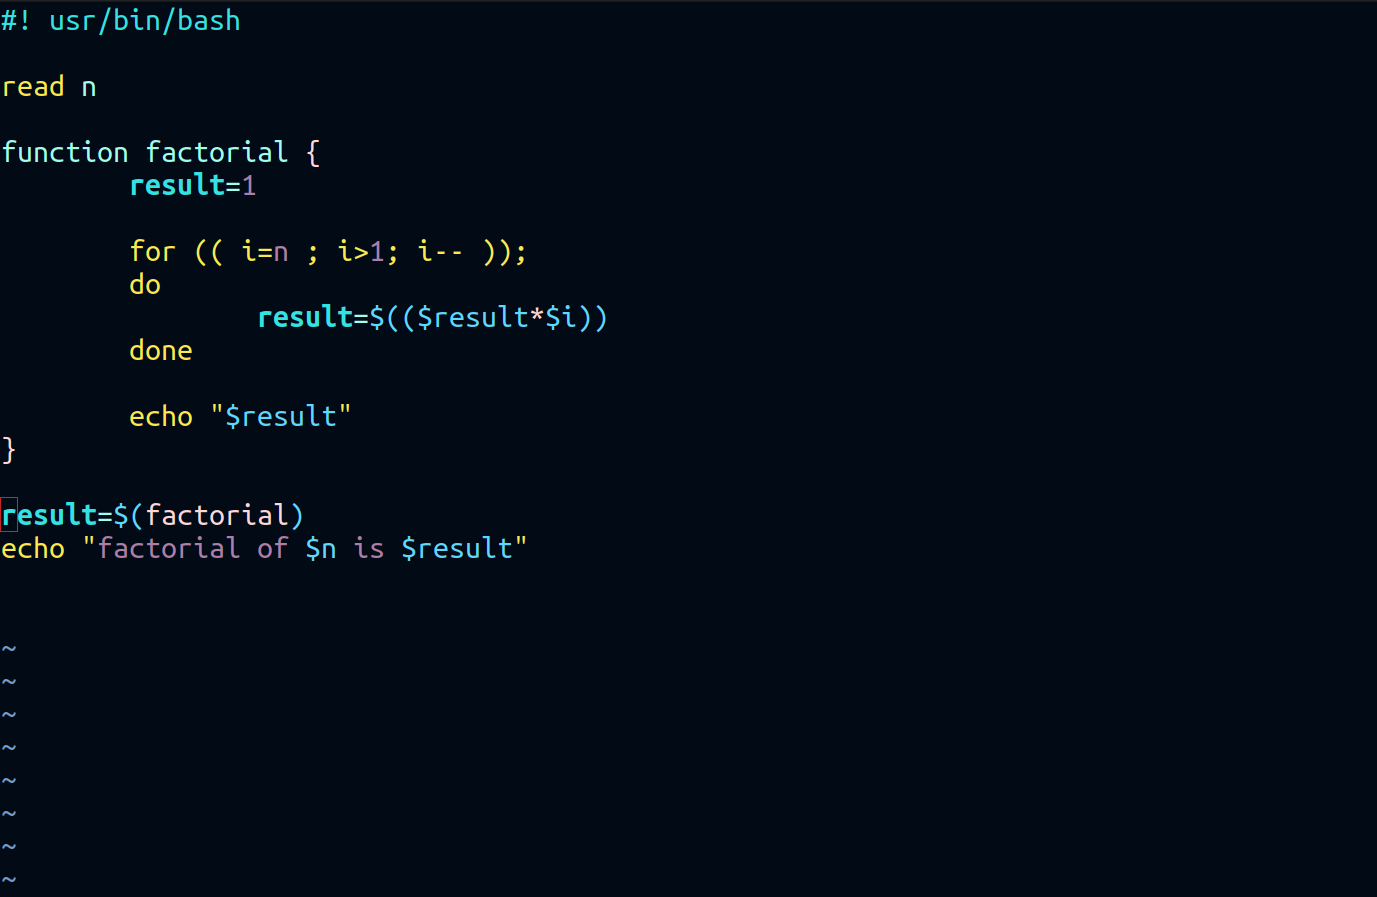 #! usr/bin/bash
read n
function factorial {
result=1
for (( i=n ; i>1; i-- ));
do
result=$(($result*$i))
done
echo "$result"
}
result=$(factorial)
echo "factorial of $n is $result"
~
~
~
~
~
~
~
~